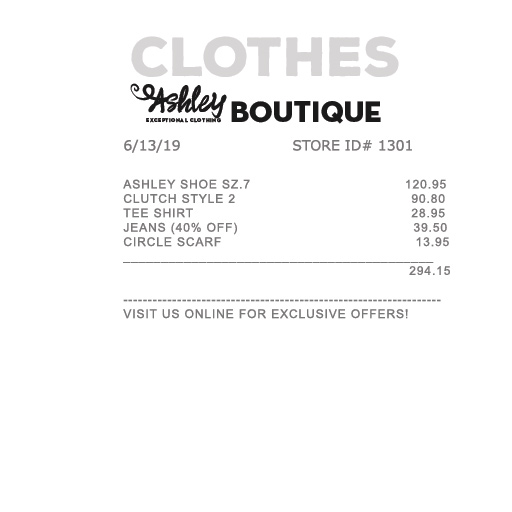 CLOTHES
Ashley BOUTIQUE
EXCEPTIONAL CLOTHING
6/13/19 STORE ID# 1301
ASHLEY SHOE SZ.7 120.95
CLUTCH STYLE 2 90.80
TEE SHIRT 28.95
JEANS (40% OFF) 39.50
CIRCLE SCARF 13.95
294.15
VISIT US ONLINE FOR EXCLUSIVE OFFERS!